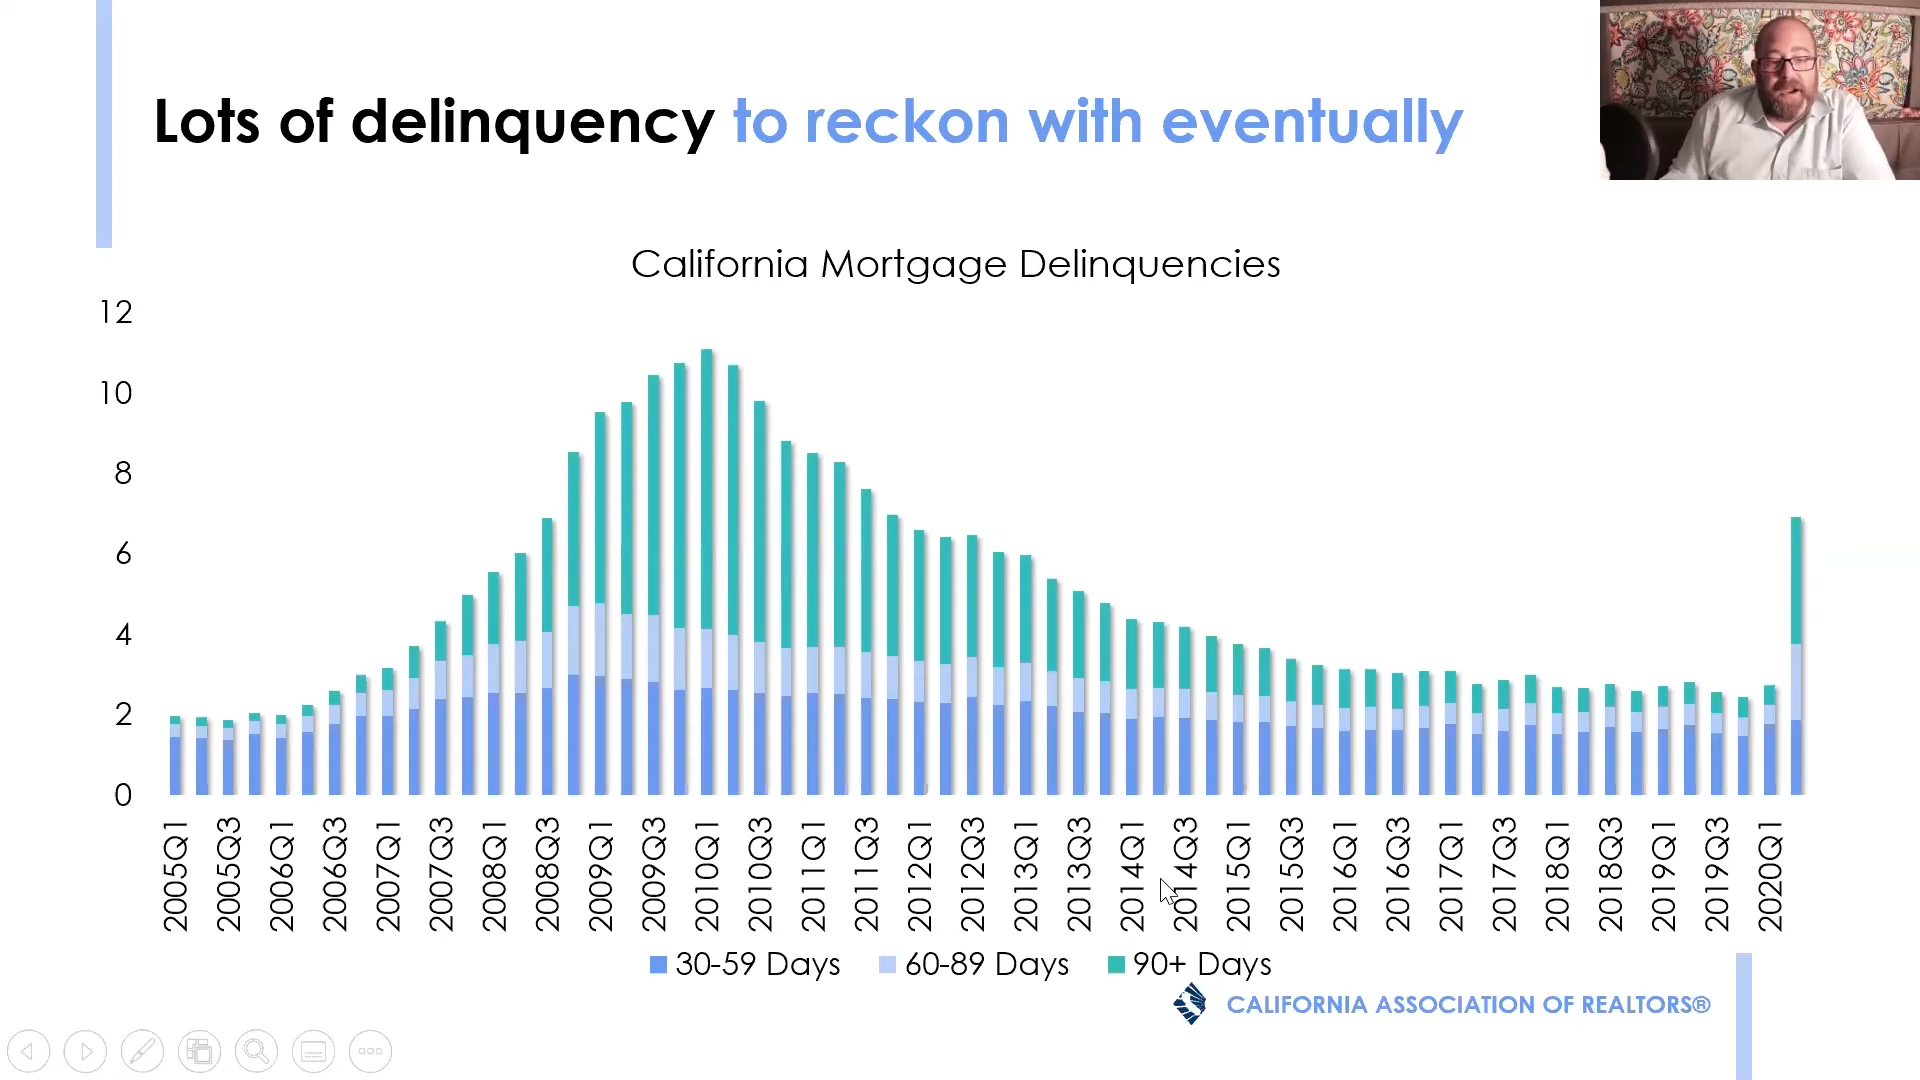 Lots of delinquency to reckon with eventually
California Mortgage Delinquencies
12
10
8
6
4
2
0
2005Q1
2005Q3
2006Q1
2006Q3
2007Q1
2007Q3
2008Q1
2008Q3
2009Q1
2009Q3
2010Q1
2010Q3
2011Q1
2011Q3
2012Q1
2012Q3
2013Q1
2013Q3
2014Q1
2014Q3
2015Q1
2015Q3
2016Q1
2016Q3
2017Q1
2017Q3
2018Q1
2018Q3
2019Q1
2019Q3
2020Q1
30-59 Days 60-89 Days 90+ Days
CALIFORNIA ASSOCIATION OF REALTORS®